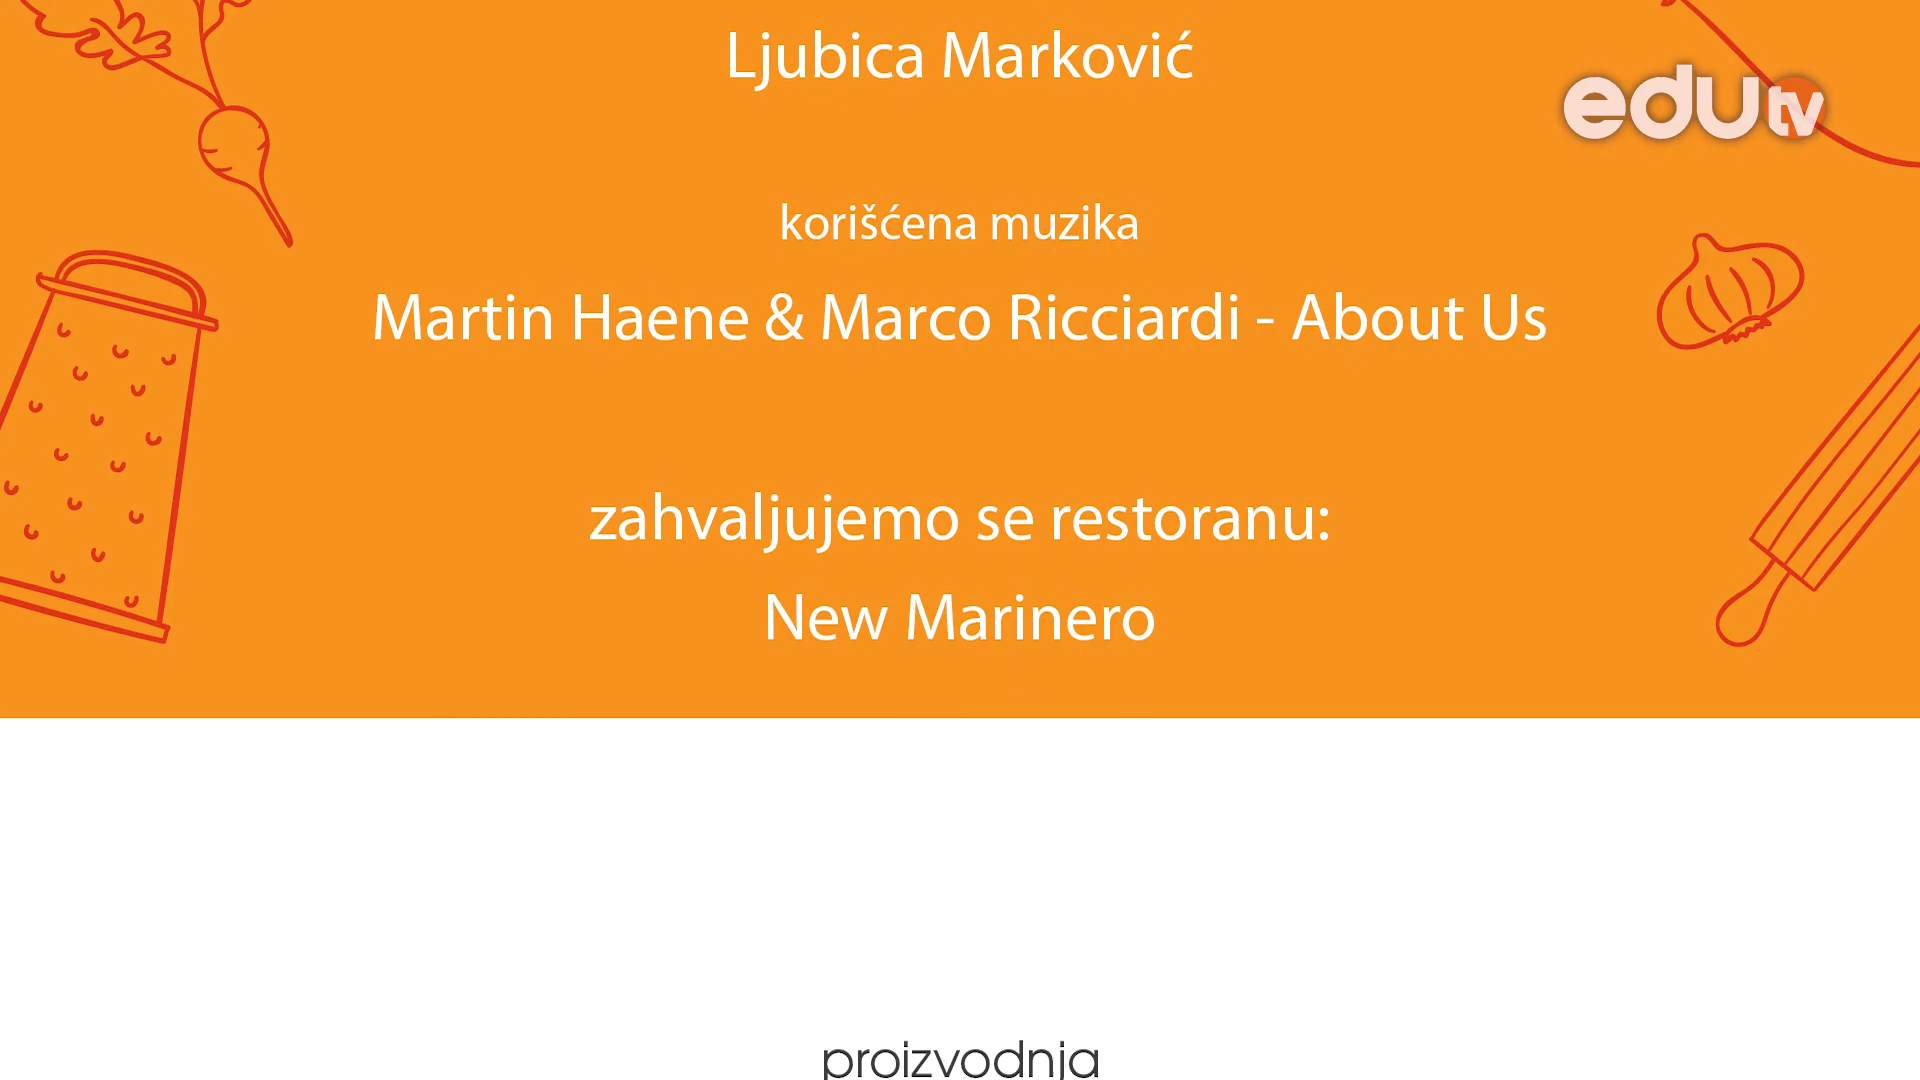 Ljubica Marković
edutv
korišćena muzika
Martin Haene & Marco Ricciardi - About Us
zahvaljujemo se restoranu:
New Marinero
proizvodnja